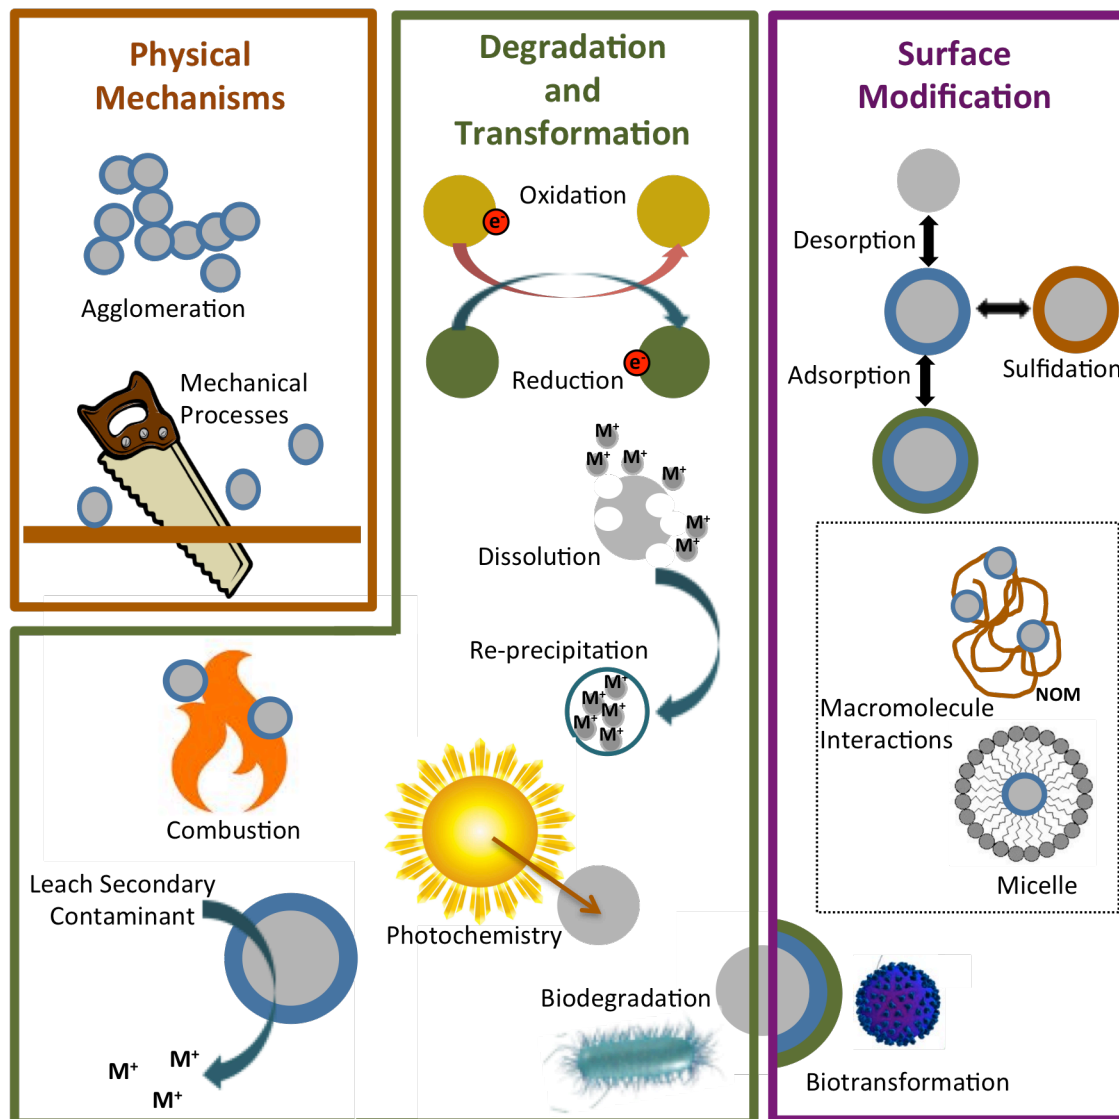 Physical
Mechanisms
Agglomeration
Mechanical
Processes
Degradation
and
Transformation
Oxidation
e⁻
Reduction
e⁻
M⁺
M⁺
M⁺
M⁺
M⁺
M⁺
Dissolution
Re-precipitation
M⁺
M⁺
M⁺
M⁺
M⁺
Combustion
Leach Secondary
Contaminant
M⁺
M⁺
M⁺
Photochemistry
Biodegradation
Surface
Modification
Desorption
Adsorption
Sulfidation
NOM
Macromolecule
Interactions
Micelle
Biotransformation